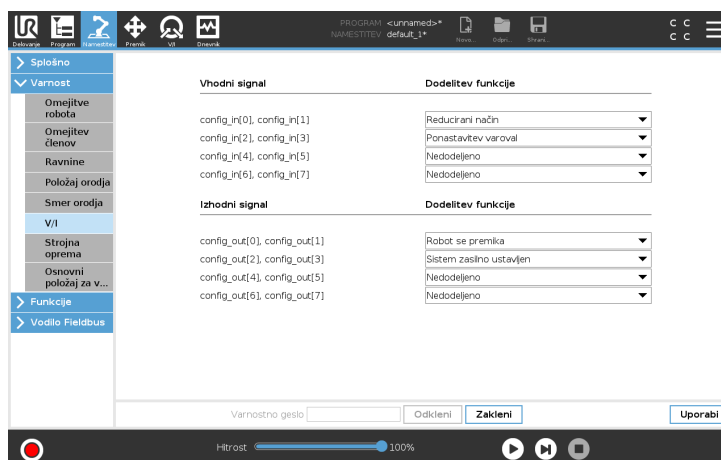 PROGRAM <unnamed>*
NAMESTITEV default_1*
Delovanje Program Namestitev Premik V/I Dnevnik Novo... Odpri... Shrani...
C C
C C
Splošno
Varnost
Omejitve robota
Omejitev členov
Ravnine
Položaj orodja
Smer orodja
V/I
Strojna oprema
Osnovni položaj za v...
Funkcije
Vodilo Fieldbus
Vhodni signal Dodelitev funkcije
config_in[0], config_in[1] Reducirani način
config_in[2], config_in[3] Ponastavitev varoval
config_in[4], config_in[5] Nedodeljeno
config_in[6], config_in[7] Nedodeljeno
Izhodni signal Dodelitev funkcije
config_out[0], config_out[1] Robot se premika
config_out[2], config_out[3] Sistem zasilno ustavljen
config_out[4], config_out[5] Nedodeljeno
config_out[6], config_out[7] Nedodeljeno
Varnostno geslo Odkleni Zakleni Uporabi
Hitrost 100%